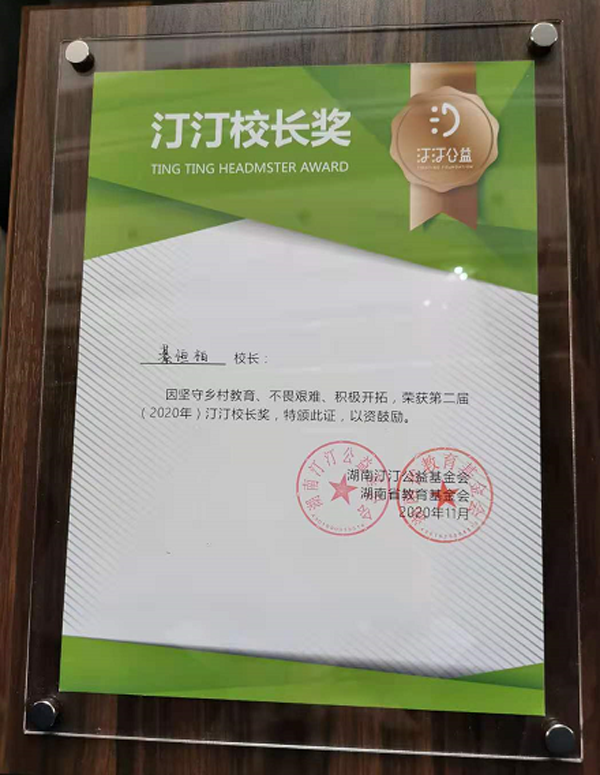 汀汀校长奖
TING TING HEADMSTER AWARD
汀汀公益
校长：
因坚守乡村教育、不畏艰难、积极开拓，荣获第二届
（2020年）汀汀校长奖，特颁此证，以资鼓励。
湖南汀汀公益基金会
湖南省教育基金会
2020年11月